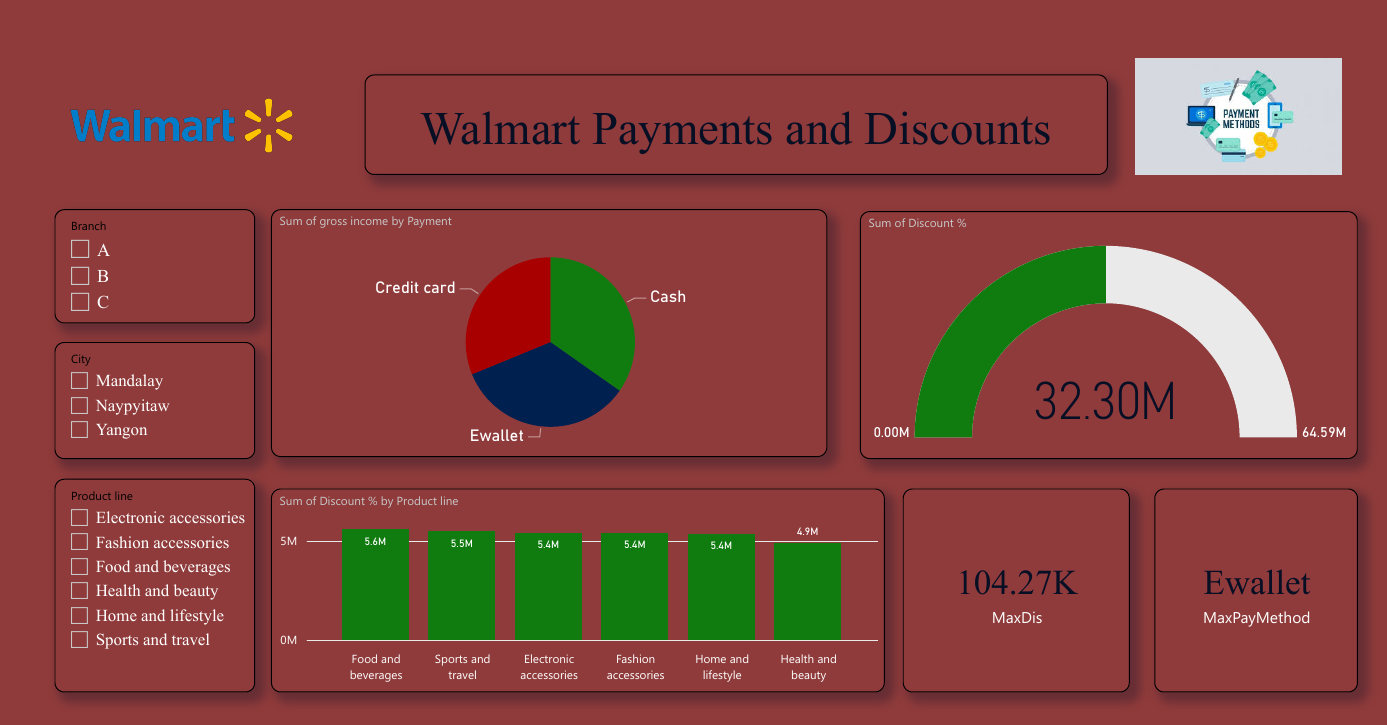 Walmart
Walmart Payments and Discounts
PAYMENT
METHODS
Branch
A
B
C
City
Mandalay
Naypyitaw
Yangon
Product line
Electronic accessories
Fashion accessories
Food and beverages
Health and beauty
Home and lifestyle
Sports and travel
Sum of gross income by Payment
Credit card
Cash
Ewallet
Sum of Discount %
32.30M
0.00M
64.59M
Sum of Discount % by Product line
5M
0M
5.6M
5.5M
5.4M
5.4M
5.4M
4.9M
Food and
beverages
Sports and
travel
Electronic
accessories
Fashion
accessories
Home and
lifestyle
Health and
beauty
104.27K
MaxDis
Ewallet
MaxPayMethod